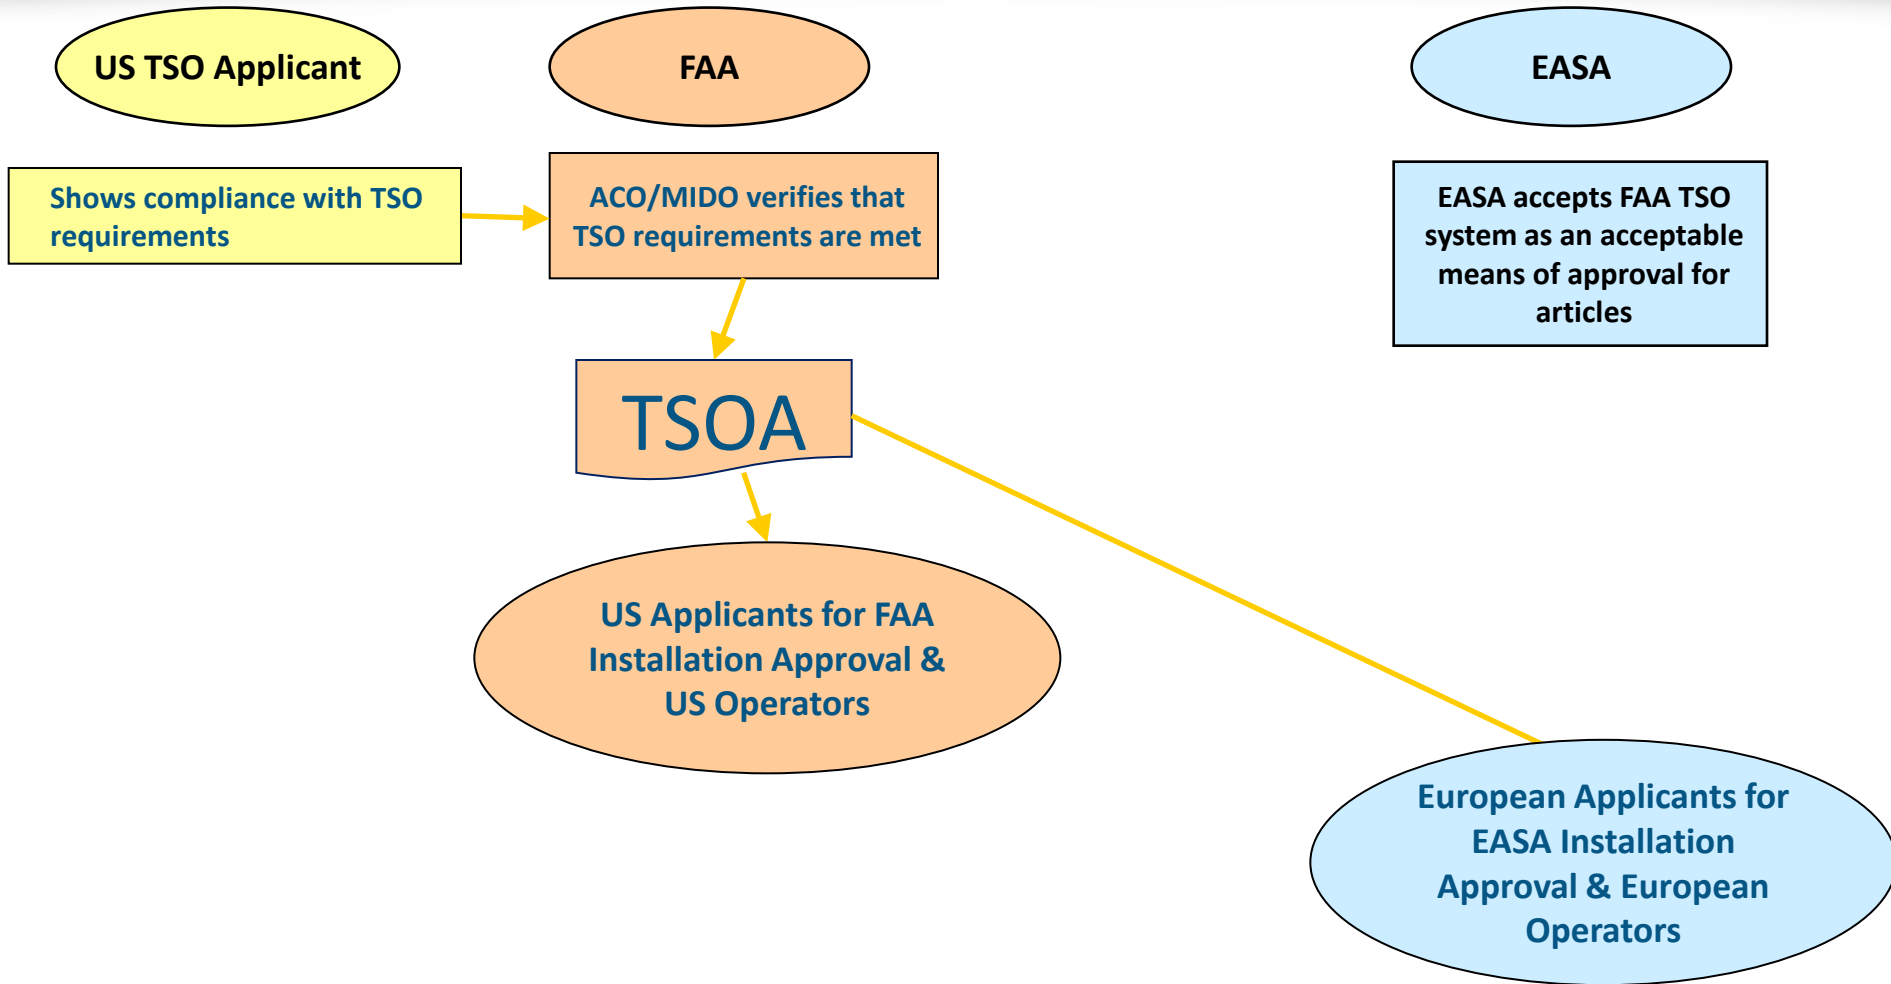 US TSO Applicant
FAA
EASA
Shows compliance with TSO
requirements
ACO/MIDO verifies that
TSO requirements are met
EASA accepts FAA TSO
system as an acceptable
means of approval for
articles
TSOA
US Applicants for FAA
Installation Approval &
US Operators
European Applicants for
EASA Installation
Approval & European
Operators